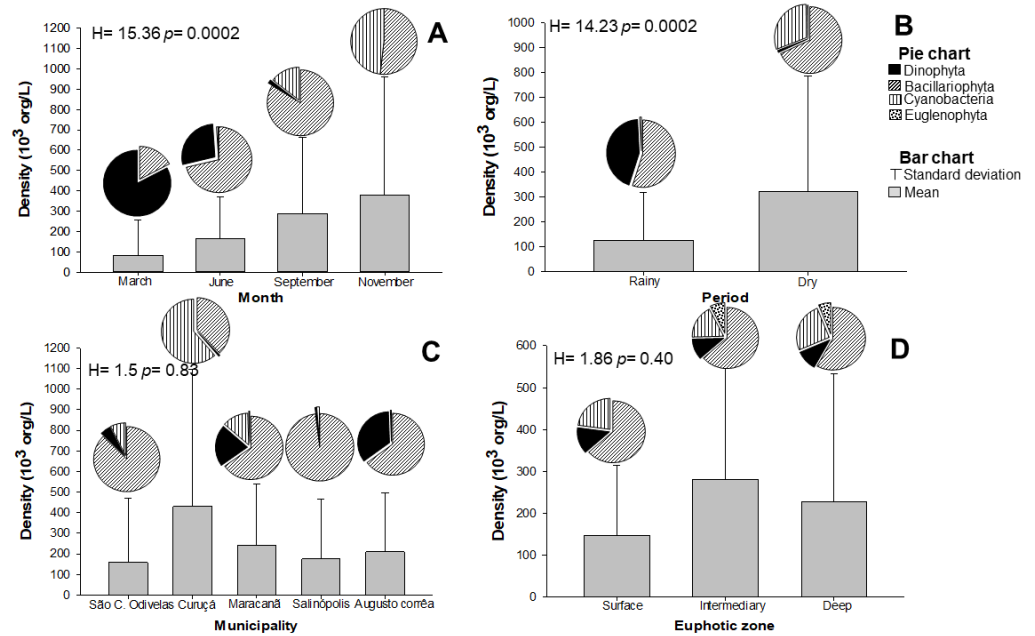 A
H= 15.36 p= 0.0002
Density (10³ org/L)
1200
1100
1000
900
800
700
600
500
400
300
200
100
0
March June September November
Month
B
H= 14.23 p= 0.0002
Density (10³ org/L)
1000
900
800
700
600
500
400
300
200
100
0
Rainy Dry
Period
Pie chart
Dinophyta
Bacillariophyta
Cyanobacteria
Euglenophyta
Bar chart
Standard deviation
Mean
C
H= 1.5 p= 0.83
Density (10³ org/L)
1200
1100
1000
900
800
700
600
500
400
300
200
100
0
São C. Odivelas Curuçá Maracanã Salinópolis Augusto corrêa
Municipality
D
H= 1.86 p= 0.40
Density (10³ org/L)
600
500
400
300
200
100
0
Surface Intermediary Deep
Euphotic zone